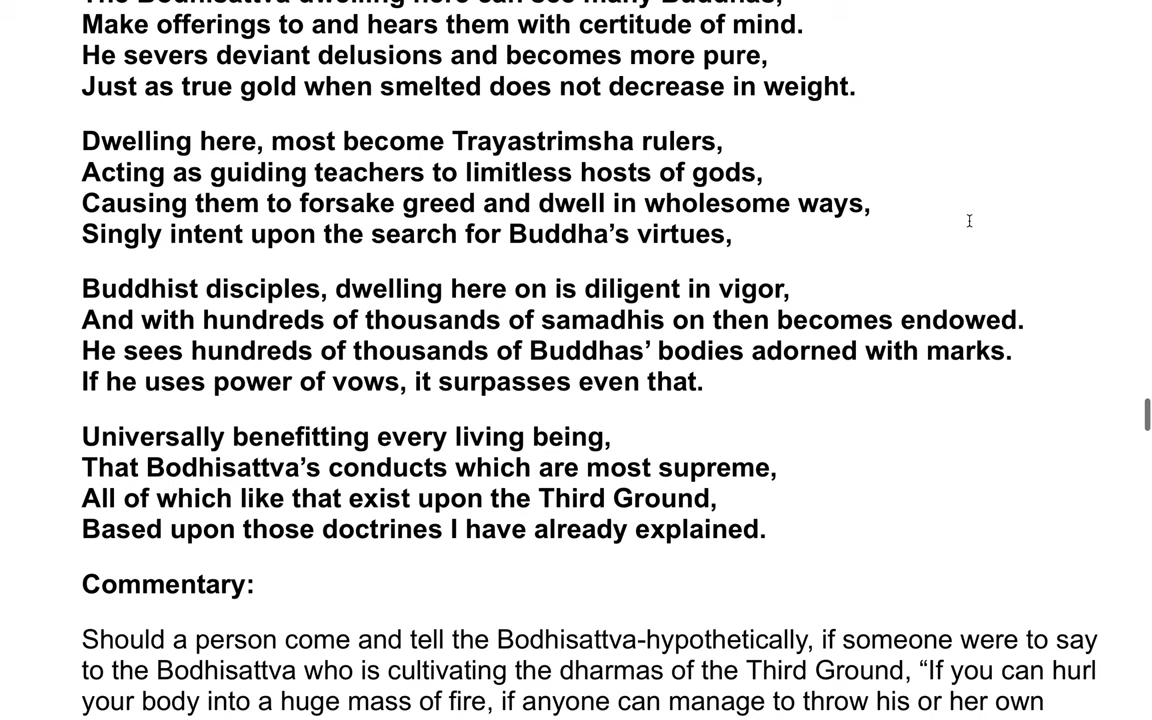 The Bodhisattva dwelling here can see many Buddhas,
Make offerings to and hears them with certitude of mind.
He severs deviant delusions and becomes more pure,
Just as true gold when smelted does not decrease in weight.
Dwelling here, most become Trayastrimsha rulers,
Acting as guiding teachers to limitless hosts of gods,
Causing them to forsake greed and dwell in wholesome ways,
Singly intent upon the search for Buddha’s virtues,
Buddhist disciples, dwelling here on is diligent in vigor,
And with hundreds of thousands of samadhis on then becomes endowed.
He sees hundreds of thousands of Buddhas’ bodies adorned with marks.
If he uses power of vows, it surpasses even that.
Universally benefitting every living being,
That Bodhisattva’s conducts which are most supreme,
All of which like that exist upon the Third Ground,
Based upon those doctrines I have already explained.
Commentary:
Should a person come and tell the Bodhisattva-hypothetically, if someone were to say
to the Bodhisattva who is cultivating the dharmas of the Third Ground, “If you can hurl
your body into a huge mass of fire, if anyone can manage to throw his or her own